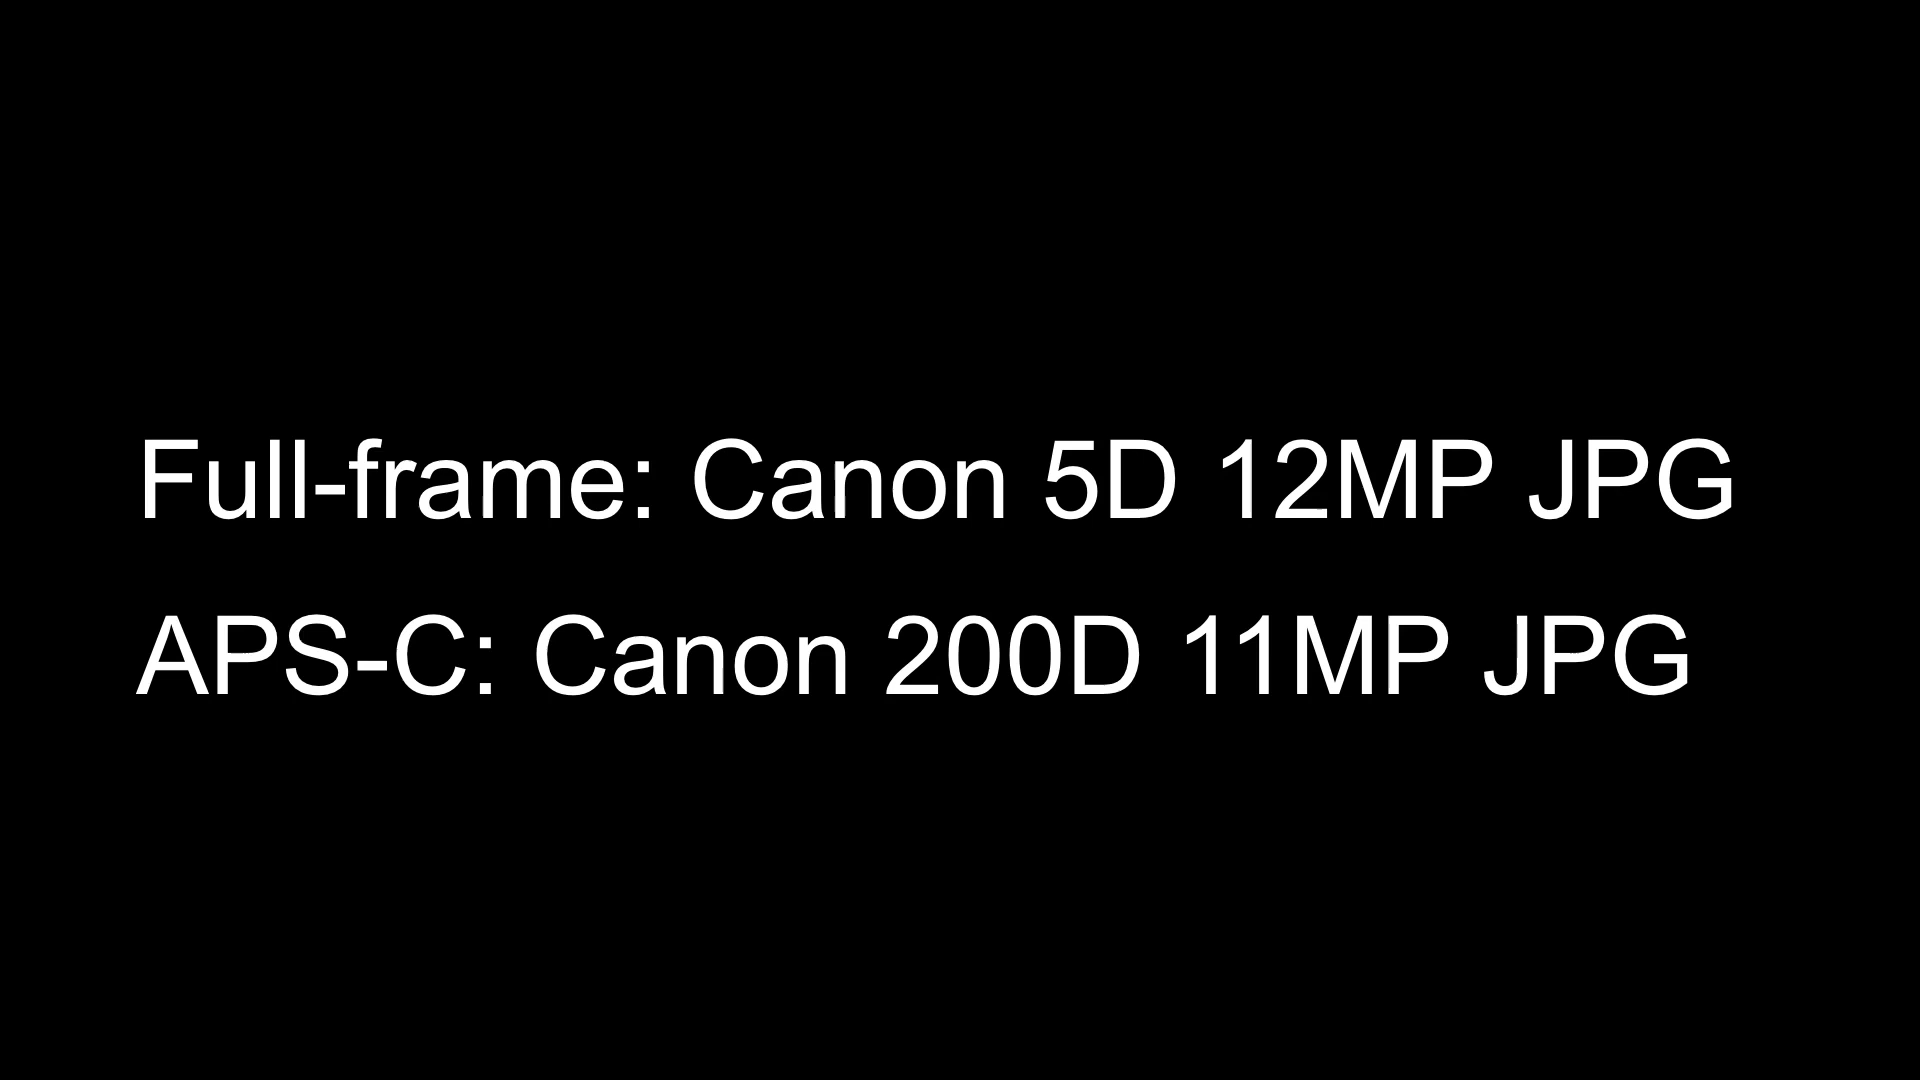 Full-frame: Canon 5D 12MP JPG
APS-C: Canon 200D 11MP JPG